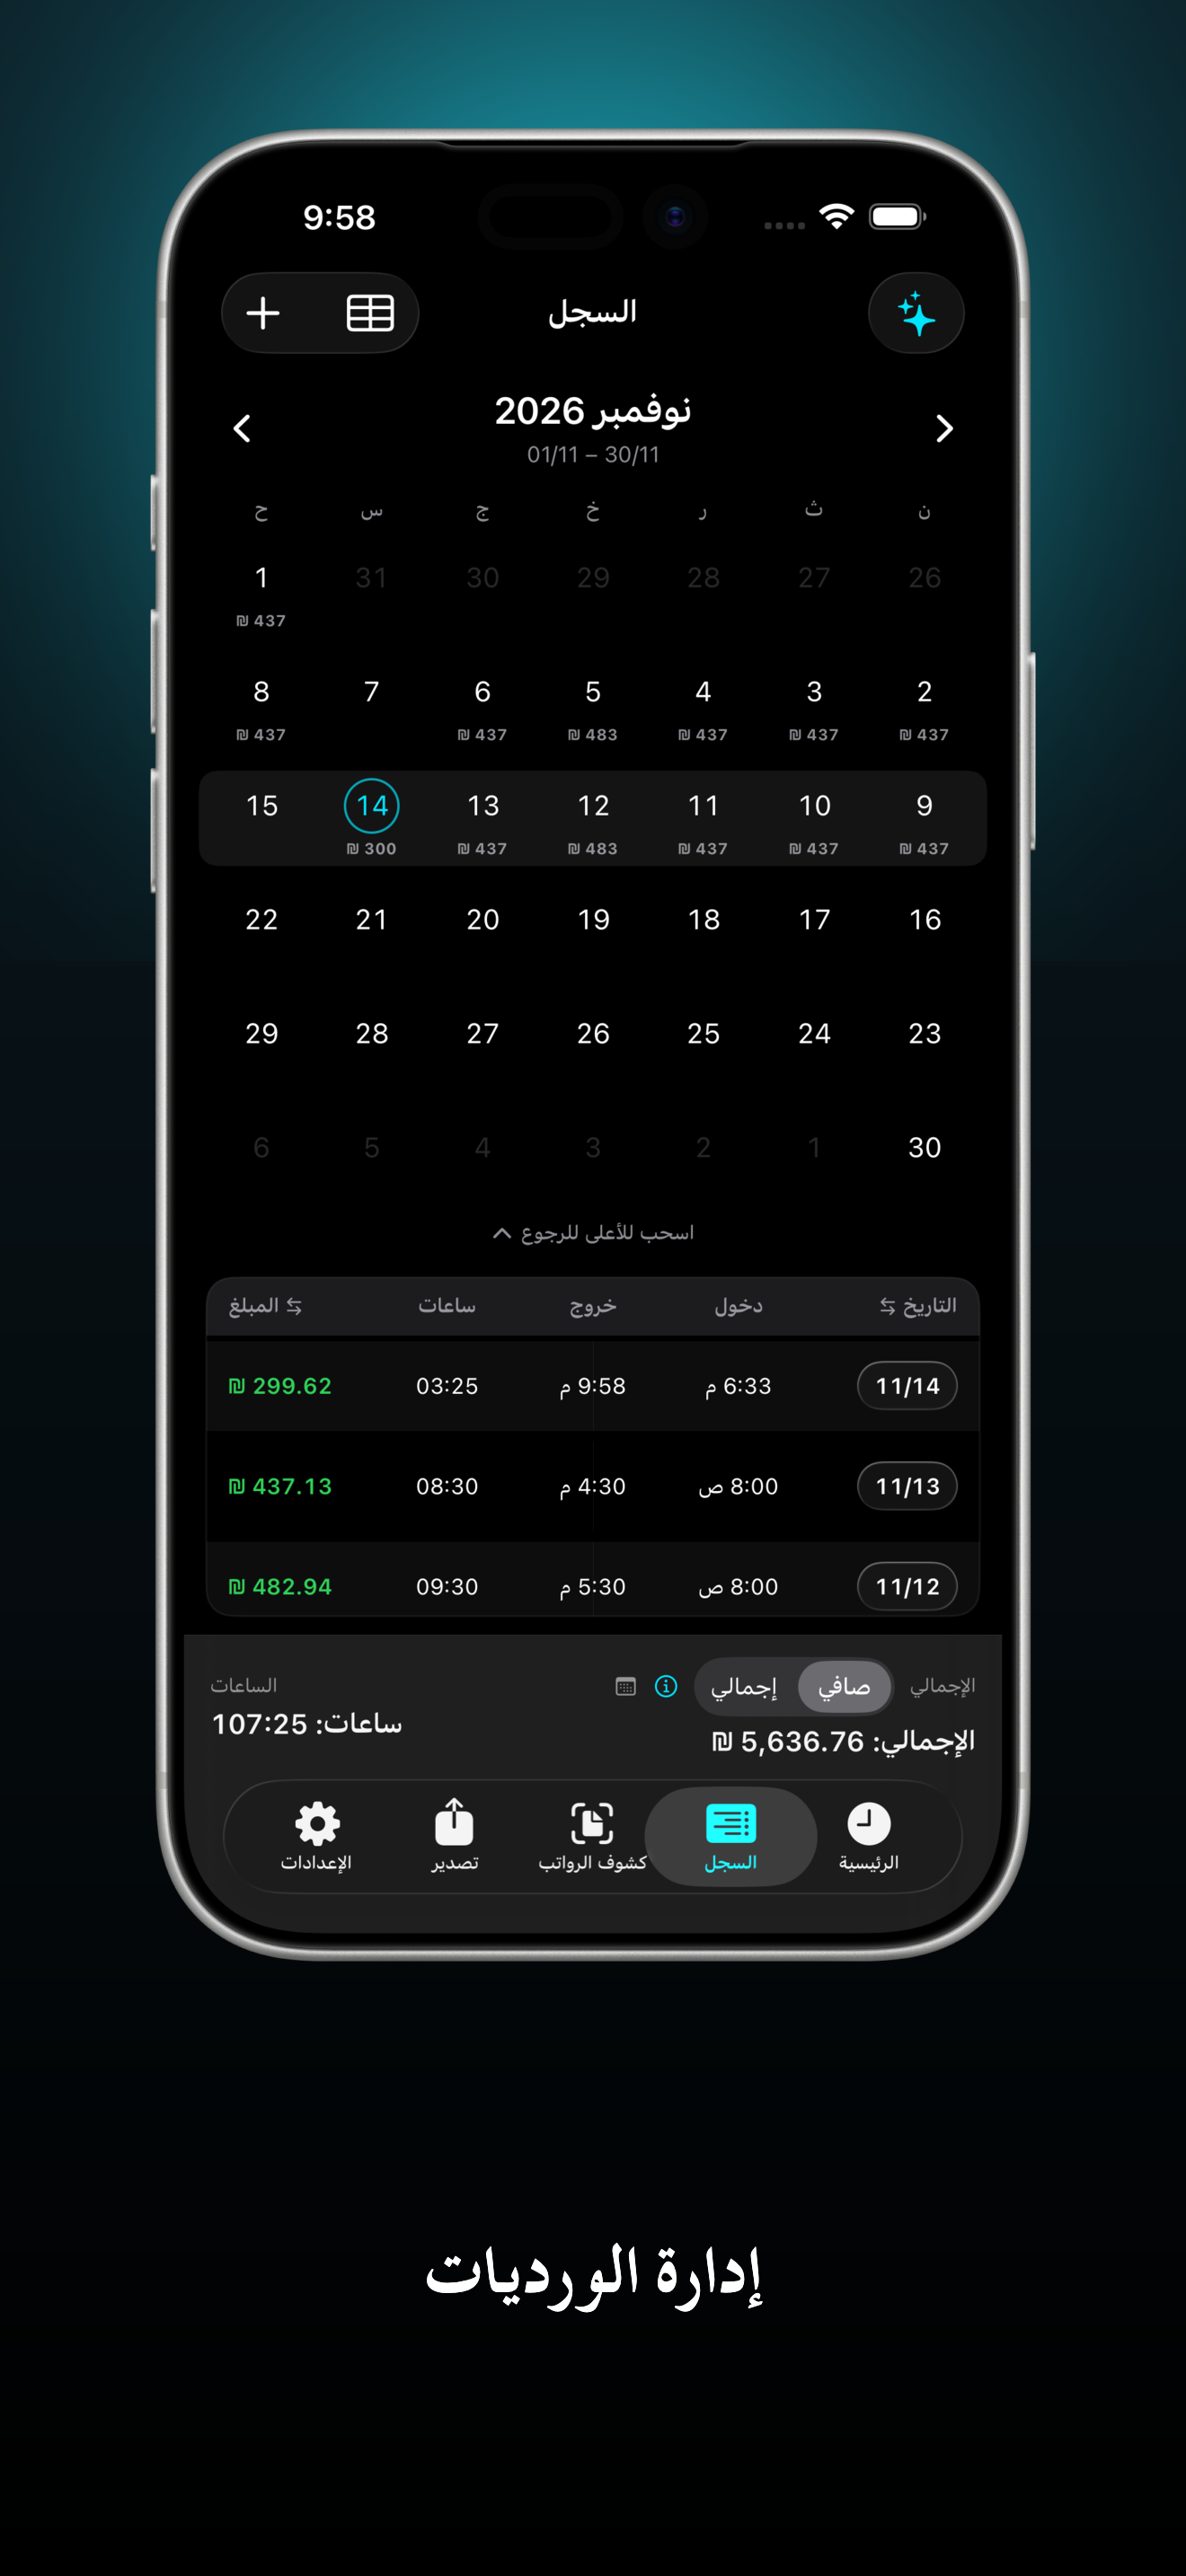 9:58
السجل
نوفمبر 2026
01/11 – 30/11
ن ث ر خ ج س ح
26 27 28 29 30 31 1
₪ 437
2 3 4 5 6 7 8
₪ 437 ₪ 437 ₪ 437 ₪ 483 ₪ 437 ₪ 437
9 10 11 12 13 14 15
₪ 437 ₪ 437 ₪ 437 ₪ 483 ₪ 437 ₪ 300
16 17 18 19 20 21 22
23 24 25 26 27 28 29
30 1 2 3 4 5 6
اسحب للأعلى للرجوع
التاريخ دخول خروج ساعات المبلغ
11/14 6:33 م 9:58 م 03:25 ₪ 299.62
11/13 8:00 ص 4:30 م 08:30 ₪ 437.13
11/12 8:00 ص 5:30 م 09:30 ₪ 482.94
الإجمالي صافي إجمالي الساعات
الإجمالي: 5,636.76 ₪ ساعات: 107:25
الرئيسية السجل كشوف الرواتب تصدير الإعدادات
إدارة الورديات